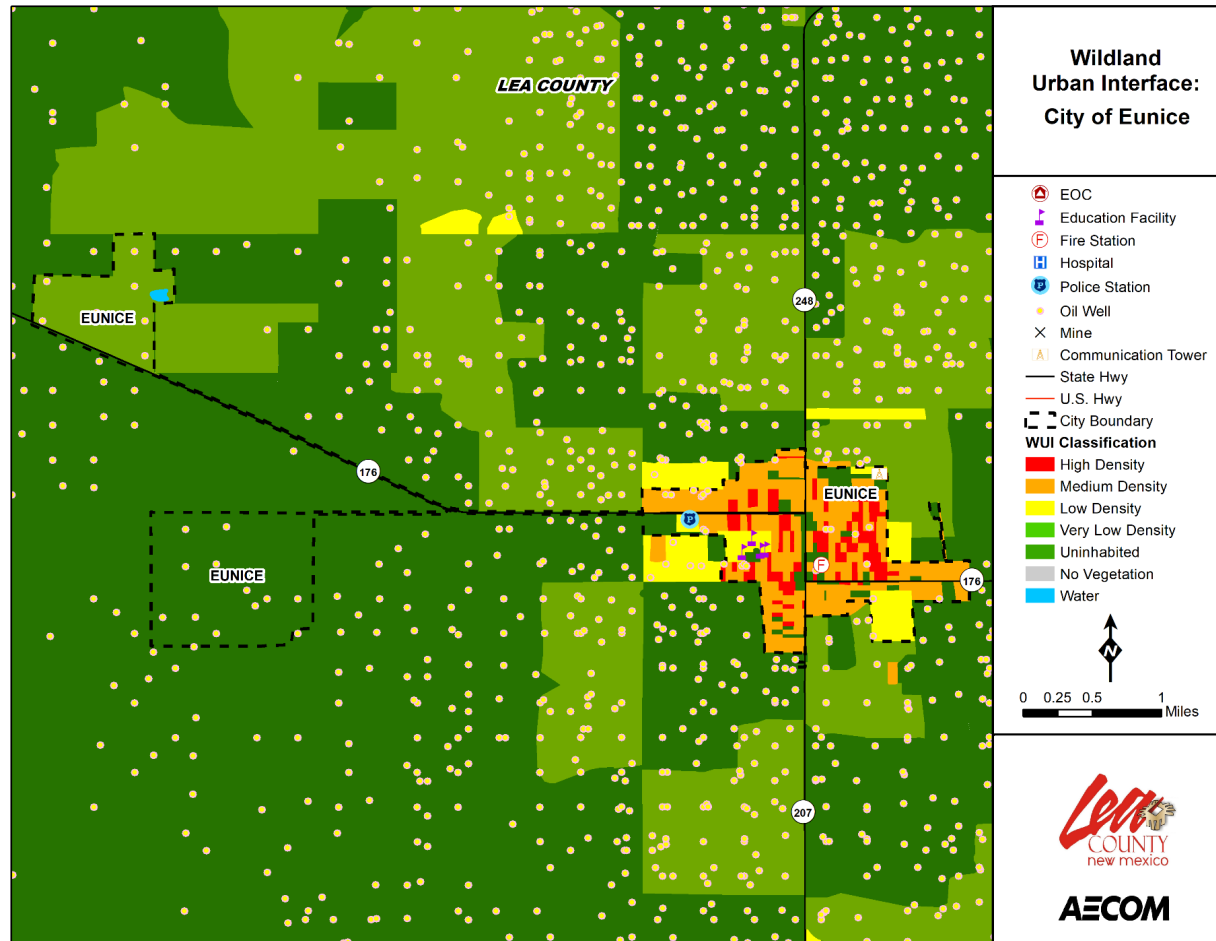 Wildland
Urban Interface:
City of Eunice
LEA COUNTY
EUNICE
248
176
EUNICE
EUNICE
P
F
176
207
EOC
Education Facility
F Fire Station
H Hospital
P Police Station
Oil Well
Mine
Communication Tower
State Hwy
U.S. Hwy
City Boundary
WUI Classification
High Density
Medium Density
Low Density
Very Low Density
Uninhabited
No Vegetation
Water
N
0 0.25 0.5 1
Miles
Lea
COUNTY
new mexico
AECOM